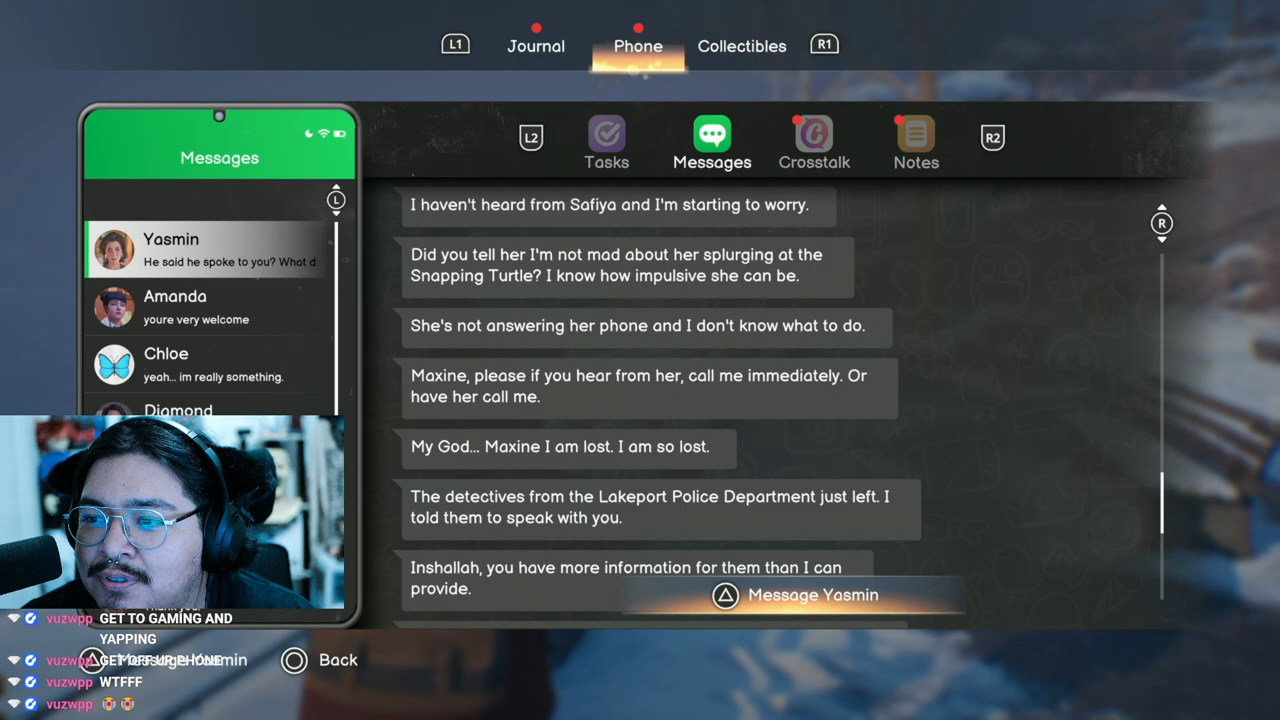 L1
Journal
Phone
Collectibles
R1
Messages
L
Yasmin
He said he spoke to you? What d
Amanda
youre very welcome
Chloe
yeah... im really something.
Diamond
L2
Tasks
Messages
Crosstalk
Notes
R2
R
I haven't heard from Safiya and I'm starting to worry.
Did you tell her I'm not mad about her splurging at the
Snapping Turtle? I know how impulsive she can be.
She's not answering her phone and I don't know what to do.
Maxine, please if you hear from her, call me immediately. Or
have her call me.
My God... Maxine I am lost. I am so lost.
The detectives from the Lakeport Police Department just left. I
told them to speak with you.
Inshallah, you have more information for them than I can
provide.
Message Yasmin
vuzwpp GET TO GAMING AND
YAPPING
vuzwpp GET OFF UR PHONE
vuzwpp WTFFF
vuzwpp
Message Yasmin
Back